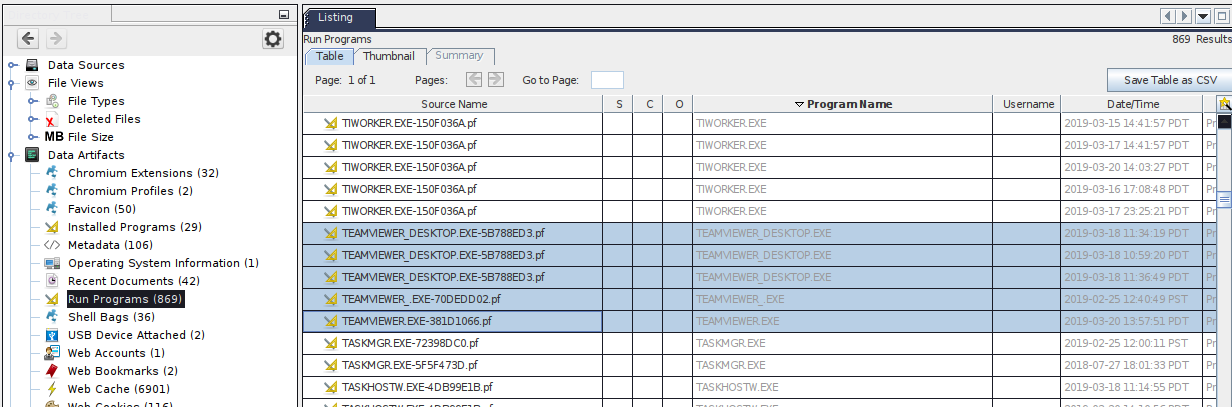 Listing
Run Programs 869 Results
Table Thumbnail Summary
Page: 1 of 1 Pages: Go to Page: Save Table as CSV
Source Name S C O Program Name Username Date/Time
TIWORKER.EXE-150F036A.pf TIWORKER.EXE 2019-03-15 14:41:57 PDT Pr
TIWORKER.EXE-150F036A.pf TIWORKER.EXE 2019-03-17 14:41:57 PDT Pr
TIWORKER.EXE-150F036A.pf TIWORKER.EXE 2019-03-20 14:03:27 PDT Pr
TIWORKER.EXE-150F036A.pf TIWORKER.EXE 2019-03-16 17:08:48 PDT Pr
TIWORKER.EXE-150F036A.pf TIWORKER.EXE 2019-03-17 23:25:21 PDT Pr
TEAMVIEWER_DESKTOP.EXE-5B788ED3.pf TEAMVIEWER_DESKTOP.EXE 2019-03-18 11:34:19 PDT Pr
TEAMVIEWER_DESKTOP.EXE-5B788ED3.pf TEAMVIEWER_DESKTOP.EXE 2019-03-18 10:59:20 PDT Pr
TEAMVIEWER_DESKTOP.EXE-5B788ED3.pf TEAMVIEWER_DESKTOP.EXE 2019-03-18 11:36:49 PDT Pr
TEAMVIEWER_.EXE-70DEDD02.pf TEAMVIEWER_.EXE 2019-02-25 12:40:49 PST Pr
TEAMVIEWER.EXE-381D1066.pf TEAMVIEWER.EXE 2019-03-20 13:57:51 PDT Pr
TASKMGR.EXE-72398DC0.pf TASKMGR.EXE 2019-02-25 12:00:11 PST Pr
TASKMGR.EXE-5F5F473D.pf TASKMGR.EXE 2018-07-27 18:01:33 PDT Pr
TASKHOSTW.EXE-4DB99E1B.pf TASKHOSTW.EXE 2019-03-18 11:14:55 PDT Pr
Data Sources
File Views
File Types
Deleted Files
MB File Size
Data Artifacts
Chromium Extensions (32)
Chromium Profiles (2)
Favicon (50)
Installed Programs (29)
Metadata (106)
Operating System Information (1)
Recent Documents (42)
Run Programs (869)
Shell Bags (36)
USB Device Attached (2)
Web Accounts (1)
Web Bookmarks (2)
Web Cache (6901)
Web Cookies (116)